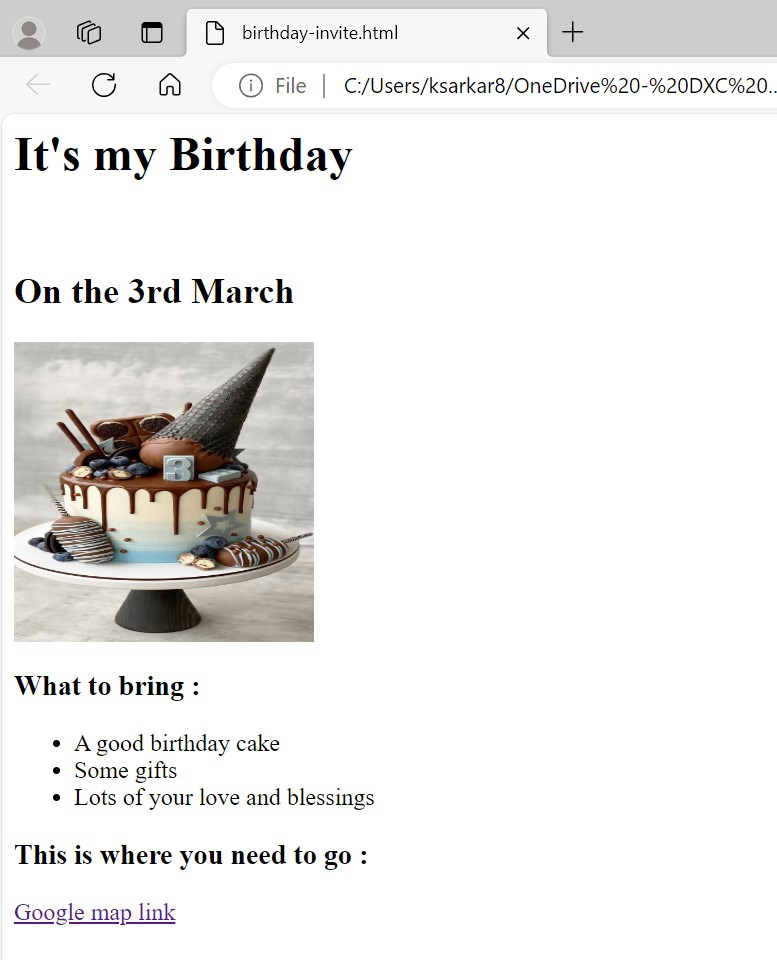 birthday-invite.html
File | C:/Users/ksarkar8/OneDrive%20-%20DXC%20...
It's my Birthday
On the 3rd March
3
What to bring :
• A good birthday cake
• Some gifts
• Lots of your love and blessings
This is where you need to go :
Google map link